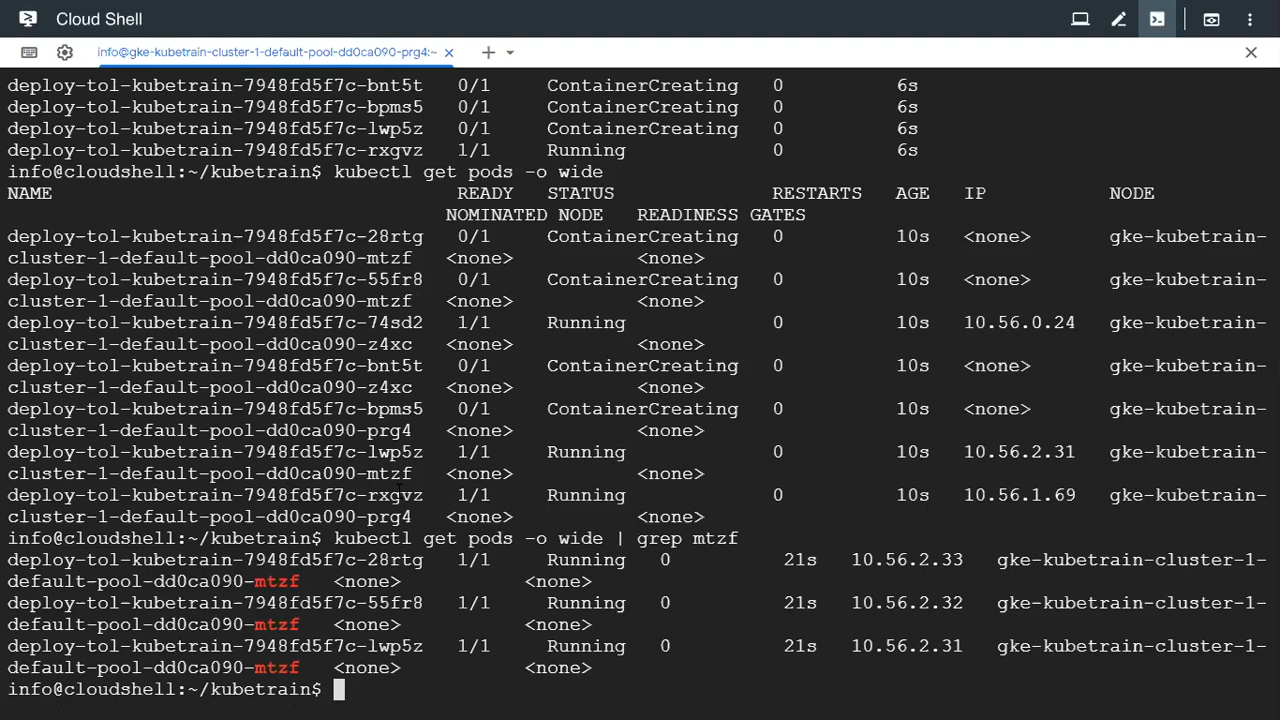 Cloud Shell
info@gke-kubetrain-cluster-1-default-pool-dd0ca090-prg4:~
deploy-tol-kubetrain-7948fd5f7c-bnt5t 0/1 ContainerCreating 0 6s
deploy-tol-kubetrain-7948fd5f7c-bpms5 0/1 ContainerCreating 0 6s
deploy-tol-kubetrain-7948fd5f7c-lwp5z 0/1 ContainerCreating 0 6s
deploy-tol-kubetrain-7948fd5f7c-rxgvz 1/1 Running 0 6s
info@cloudshell:~/kubetrain$ kubectl get pods -o wide
NAME READY STATUS RESTARTS AGE IP NODE
NOMINATED NODE READINESS GATES
deploy-tol-kubetrain-7948fd5f7c-28rtg 0/1 ContainerCreating 0 10s <none> gke-kubetrain-
cluster-1-default-pool-dd0ca090-mtzf <none> <none>
deploy-tol-kubetrain-7948fd5f7c-55fr8 0/1 ContainerCreating 0 10s <none> gke-kubetrain-
cluster-1-default-pool-dd0ca090-mtzf <none> <none>
deploy-tol-kubetrain-7948fd5f7c-74sd2 1/1 Running 0 10s 10.56.0.24 gke-kubetrain-
cluster-1-default-pool-dd0ca090-z4xc <none> <none>
deploy-tol-kubetrain-7948fd5f7c-bnt5t 0/1 ContainerCreating 0 10s <none> gke-kubetrain-
cluster-1-default-pool-dd0ca090-z4xc <none> <none>
deploy-tol-kubetrain-7948fd5f7c-bpms5 0/1 ContainerCreating 0 10s <none> gke-kubetrain-
cluster-1-default-pool-dd0ca090-prg4 <none> <none>
deploy-tol-kubetrain-7948fd5f7c-lwp5z 1/1 Running 0 10s 10.56.2.31 gke-kubetrain-
cluster-1-default-pool-dd0ca090-mtzf <none> <none>
deploy-tol-kubetrain-7948fd5f7c-rxgvz 1/1 Running 0 10s 10.56.1.69 gke-kubetrain-
cluster-1-default-pool-dd0ca090-prg4 <none> <none>
info@cloudshell:~/kubetrain$ kubectl get pods -o wide | grep mtzf
deploy-tol-kubetrain-7948fd5f7c-28rtg 1/1 Running 0 21s 10.56.2.33 gke-kubetrain-cluster-1-
default-pool-dd0ca090-mtzf <none> <none>
deploy-tol-kubetrain-7948fd5f7c-55fr8 1/1 Running 0 21s 10.56.2.32 gke-kubetrain-cluster-1-
default-pool-dd0ca090-mtzf <none> <none>
deploy-tol-kubetrain-7948fd5f7c-lwp5z 1/1 Running 0 21s 10.56.2.31 gke-kubetrain-cluster-1-
default-pool-dd0ca090-mtzf <none> <none>
info@cloudshell:~/kubetrain$